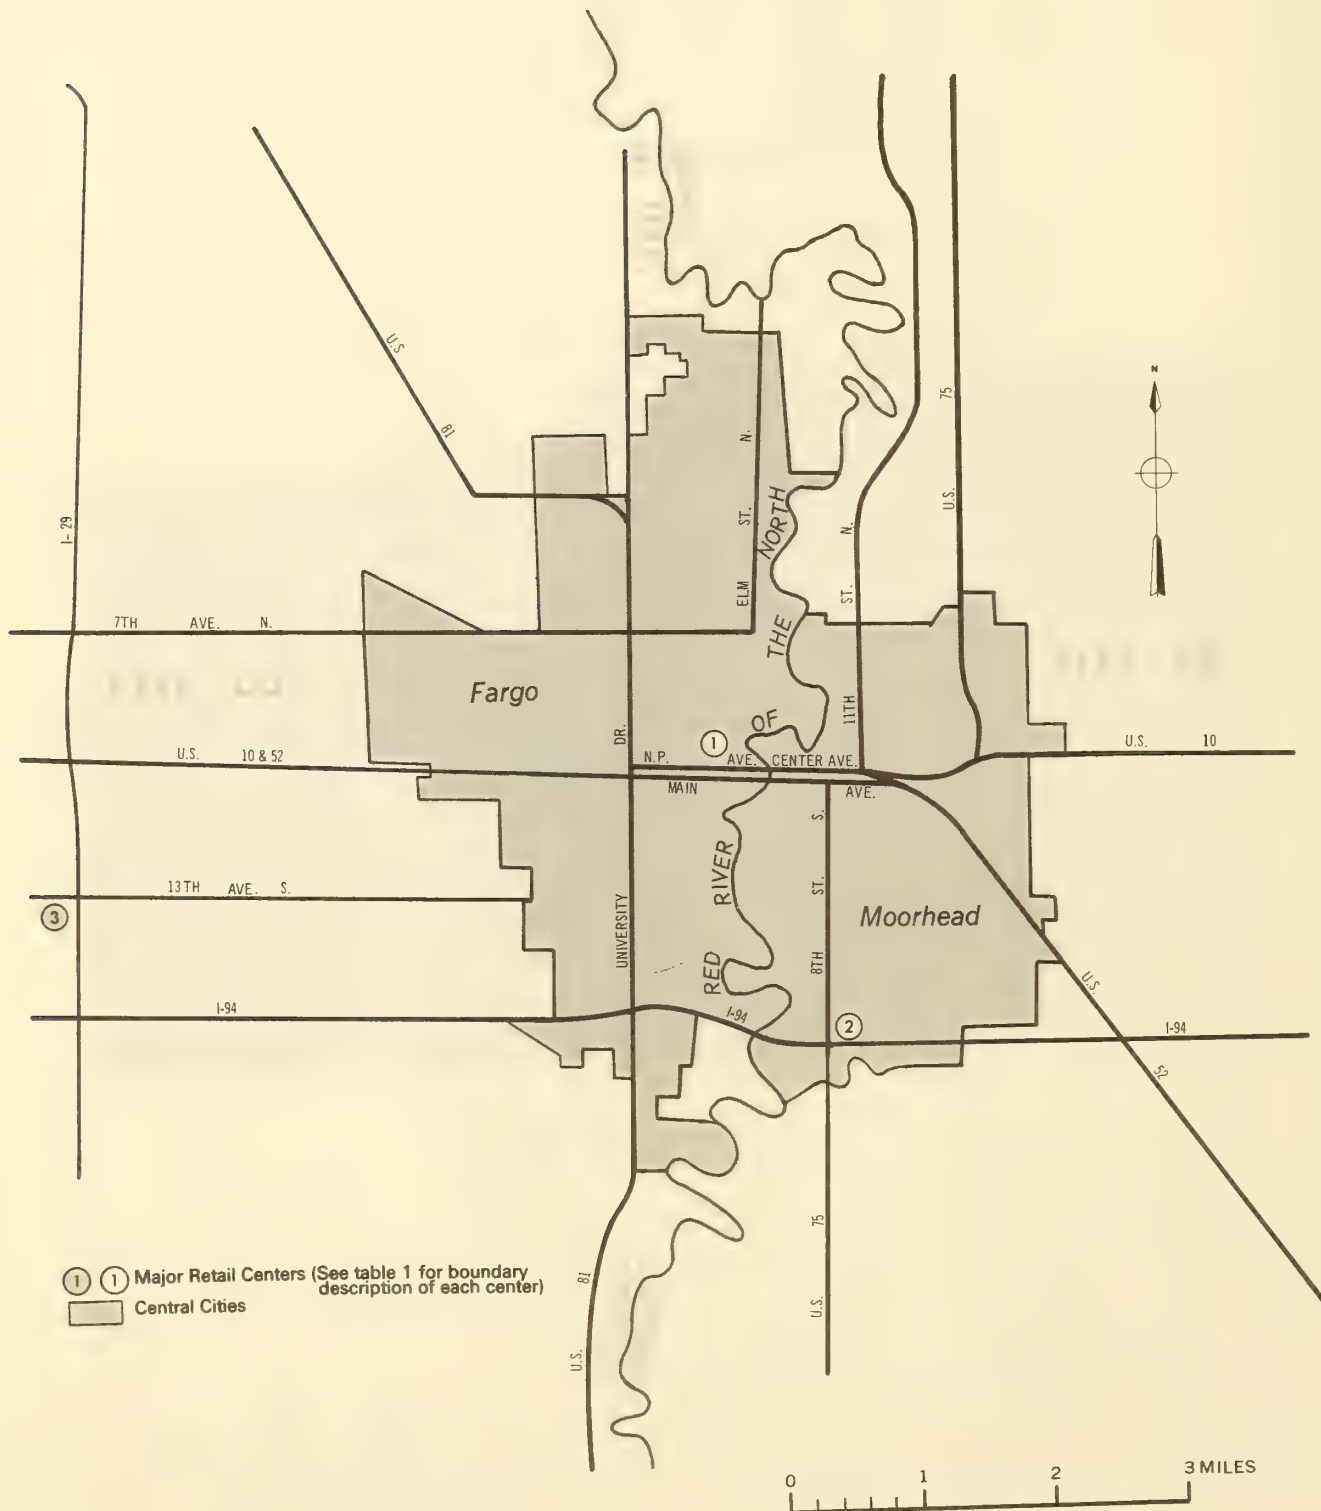 U.S
81
I-29
75
U.S.
N
N.
ST.
ELM
N.
ST.
11TH
RED RIVER OF THE NORTH
7TH AVE. N.
Fargo
1
DR.
UNIVERSITY
U.S. 10 & 52
N.P. AVE. CENTER AVE.
MAIN AVE.
U.S. 10
S.
ST.
8TH
13TH AVE. S.
3
Moorhead
I-94
I-94
2
I-94
U.S.
52
75
U.S.
81
U.S.
1 1 Major Retail Centers (See table 1 for boundary
description of each center)
Central Cities
0 1 2 3 MILES